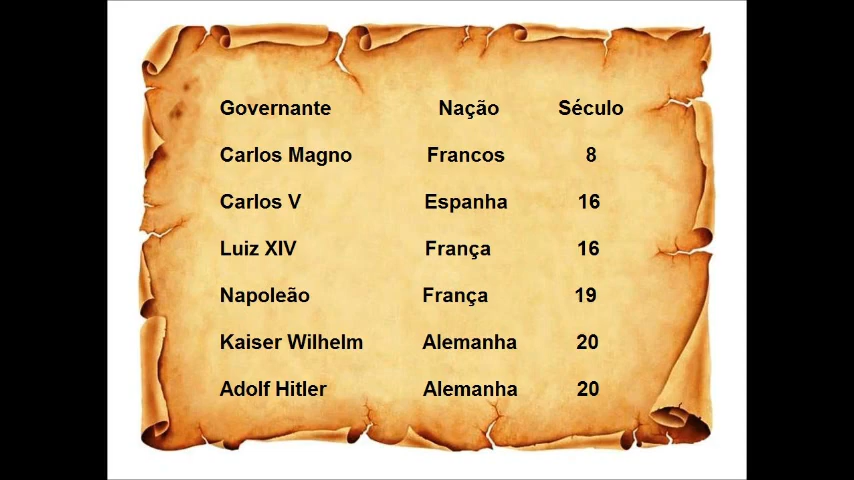 Governante Nação Século
Carlos Magno Francos 8
Carlos V Espanha 16
Luiz XIV França 16
Napoleão França 19
Kaiser Wilhelm Alemanha 20
Adolf Hitler Alemanha 20